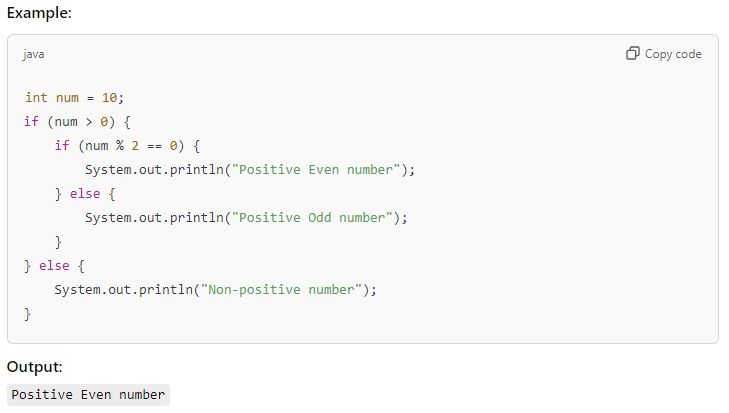 Example:
java
Copy code
int num = 10;
if (num > 0) {
    if (num % 2 == 0) {
        System.out.println("Positive Even number");
    } else {
        System.out.println("Positive Odd number");
    }
} else {
    System.out.println("Non-positive number");
}
Output:
Positive Even number